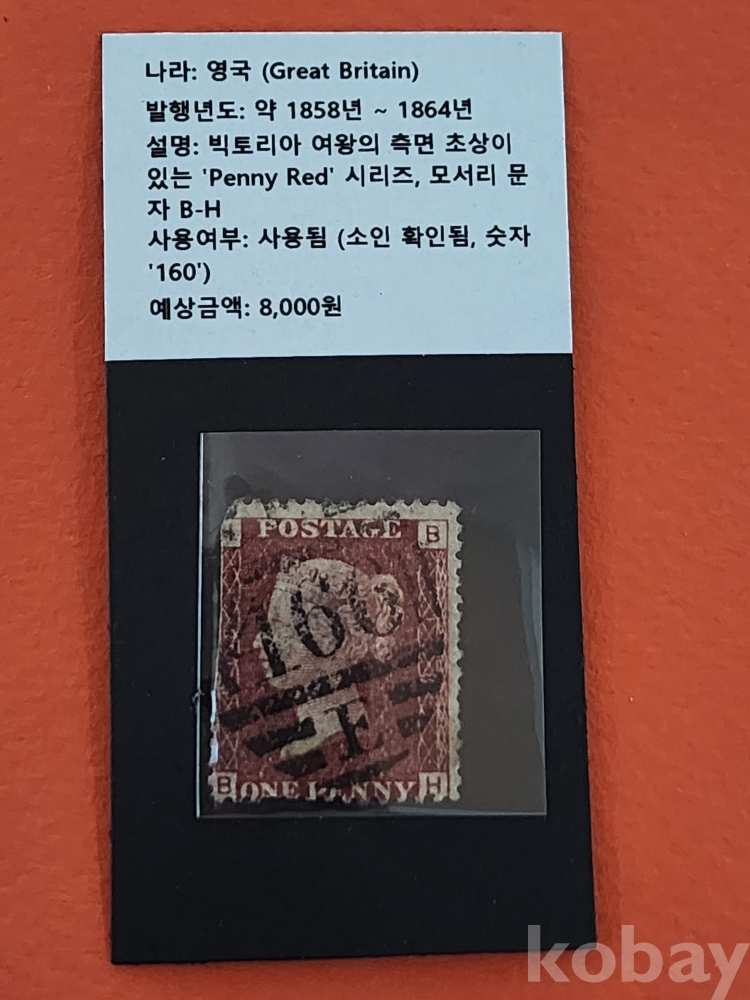 나라: 영국 (Great Britain)
발행년도: 약 1858년 ~ 1864년
설명: 빅토리아 여왕의 측면 초상이
있는 'Penny Red' 시리즈, 모서리 문
자 B-H
사용여부: 사용됨 (소인 확인됨, 숫자
'160')
예상금액: 8,000원
POSTAGE B
B ONE PENNY H
kobay